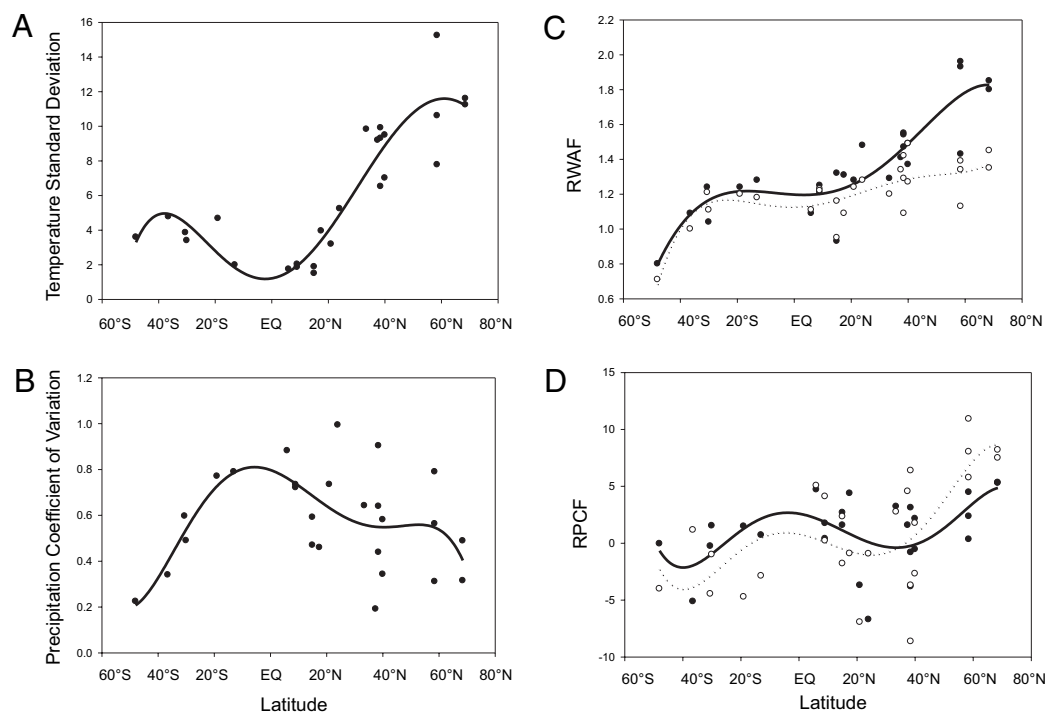 A
Temperature Standard Deviation
16
14
12
10
8
6
4
2
0
60°S 40°S 20°S EQ 20°N 40°N 60°N 80°N
B
Precipitation Coefficient of Variation
1.2
1.0
0.8
0.6
0.4
0.2
0.0
60°S 40°S 20°S EQ 20°N 40°N 60°N 80°N
Latitude
C
RWAF
2.2
2.0
1.8
1.6
1.4
1.2
1.0
0.8
0.6
60°S 40°S 20°S EQ 20°N 40°N 60°N 80°N
D
RPCF
15
10
5
0
-5
-10
60°S 40°S 20°S EQ 20°N 40°N 60°N 80°N
Latitude